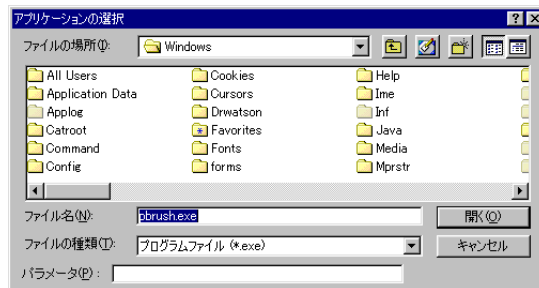 アプリケーションの選択
ファイルの場所(I): Windows
All Users Cookies Help
Application Data Cursors Ime
Applog Drwatson Inf
Catroot Favorites Java
Command Fonts Media
Config forms Mprstr
ファイル名(N): pbrush.exe 開く(O)
ファイルの種類(T): プログラムファイル (*.exe) キャンセル
パラメータ(P) :